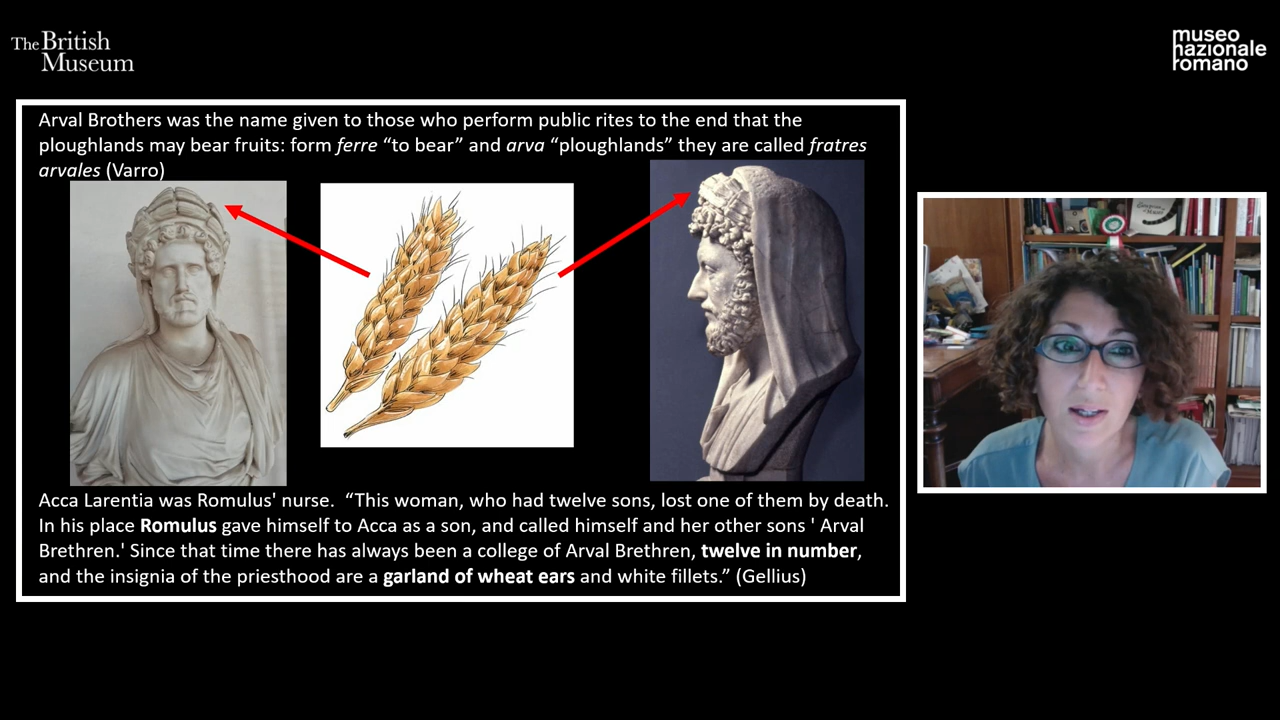 The British
Museum
museo
nazionale
romano
Arval Brothers was the name given to those who perform public rites to the end that the
ploughlands may bear fruits: form ferre “to bear” and arva “ploughlands” they are called fratres
arvales (Varro)
Acca Larentia was Romulus' nurse. “This woman, who had twelve sons, lost one of them by death.
In his place Romulus gave himself to Acca as a son, and called himself and her other sons ' Arval
Brethren.' Since that time there has always been a college of Arval Brethren, twelve in number,
and the insignia of the priesthood are a garland of wheat ears and white fillets.” (Gellius)